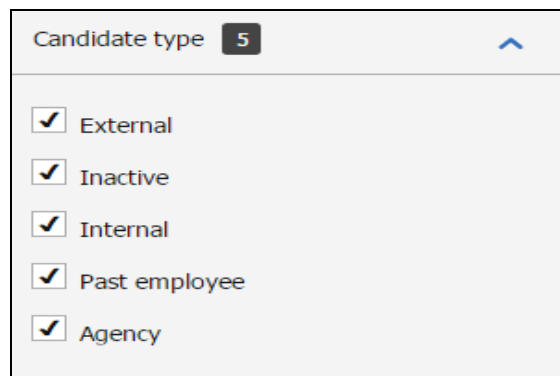 Candidate type 5
External
Inactive
Internal
Past employee
Agency